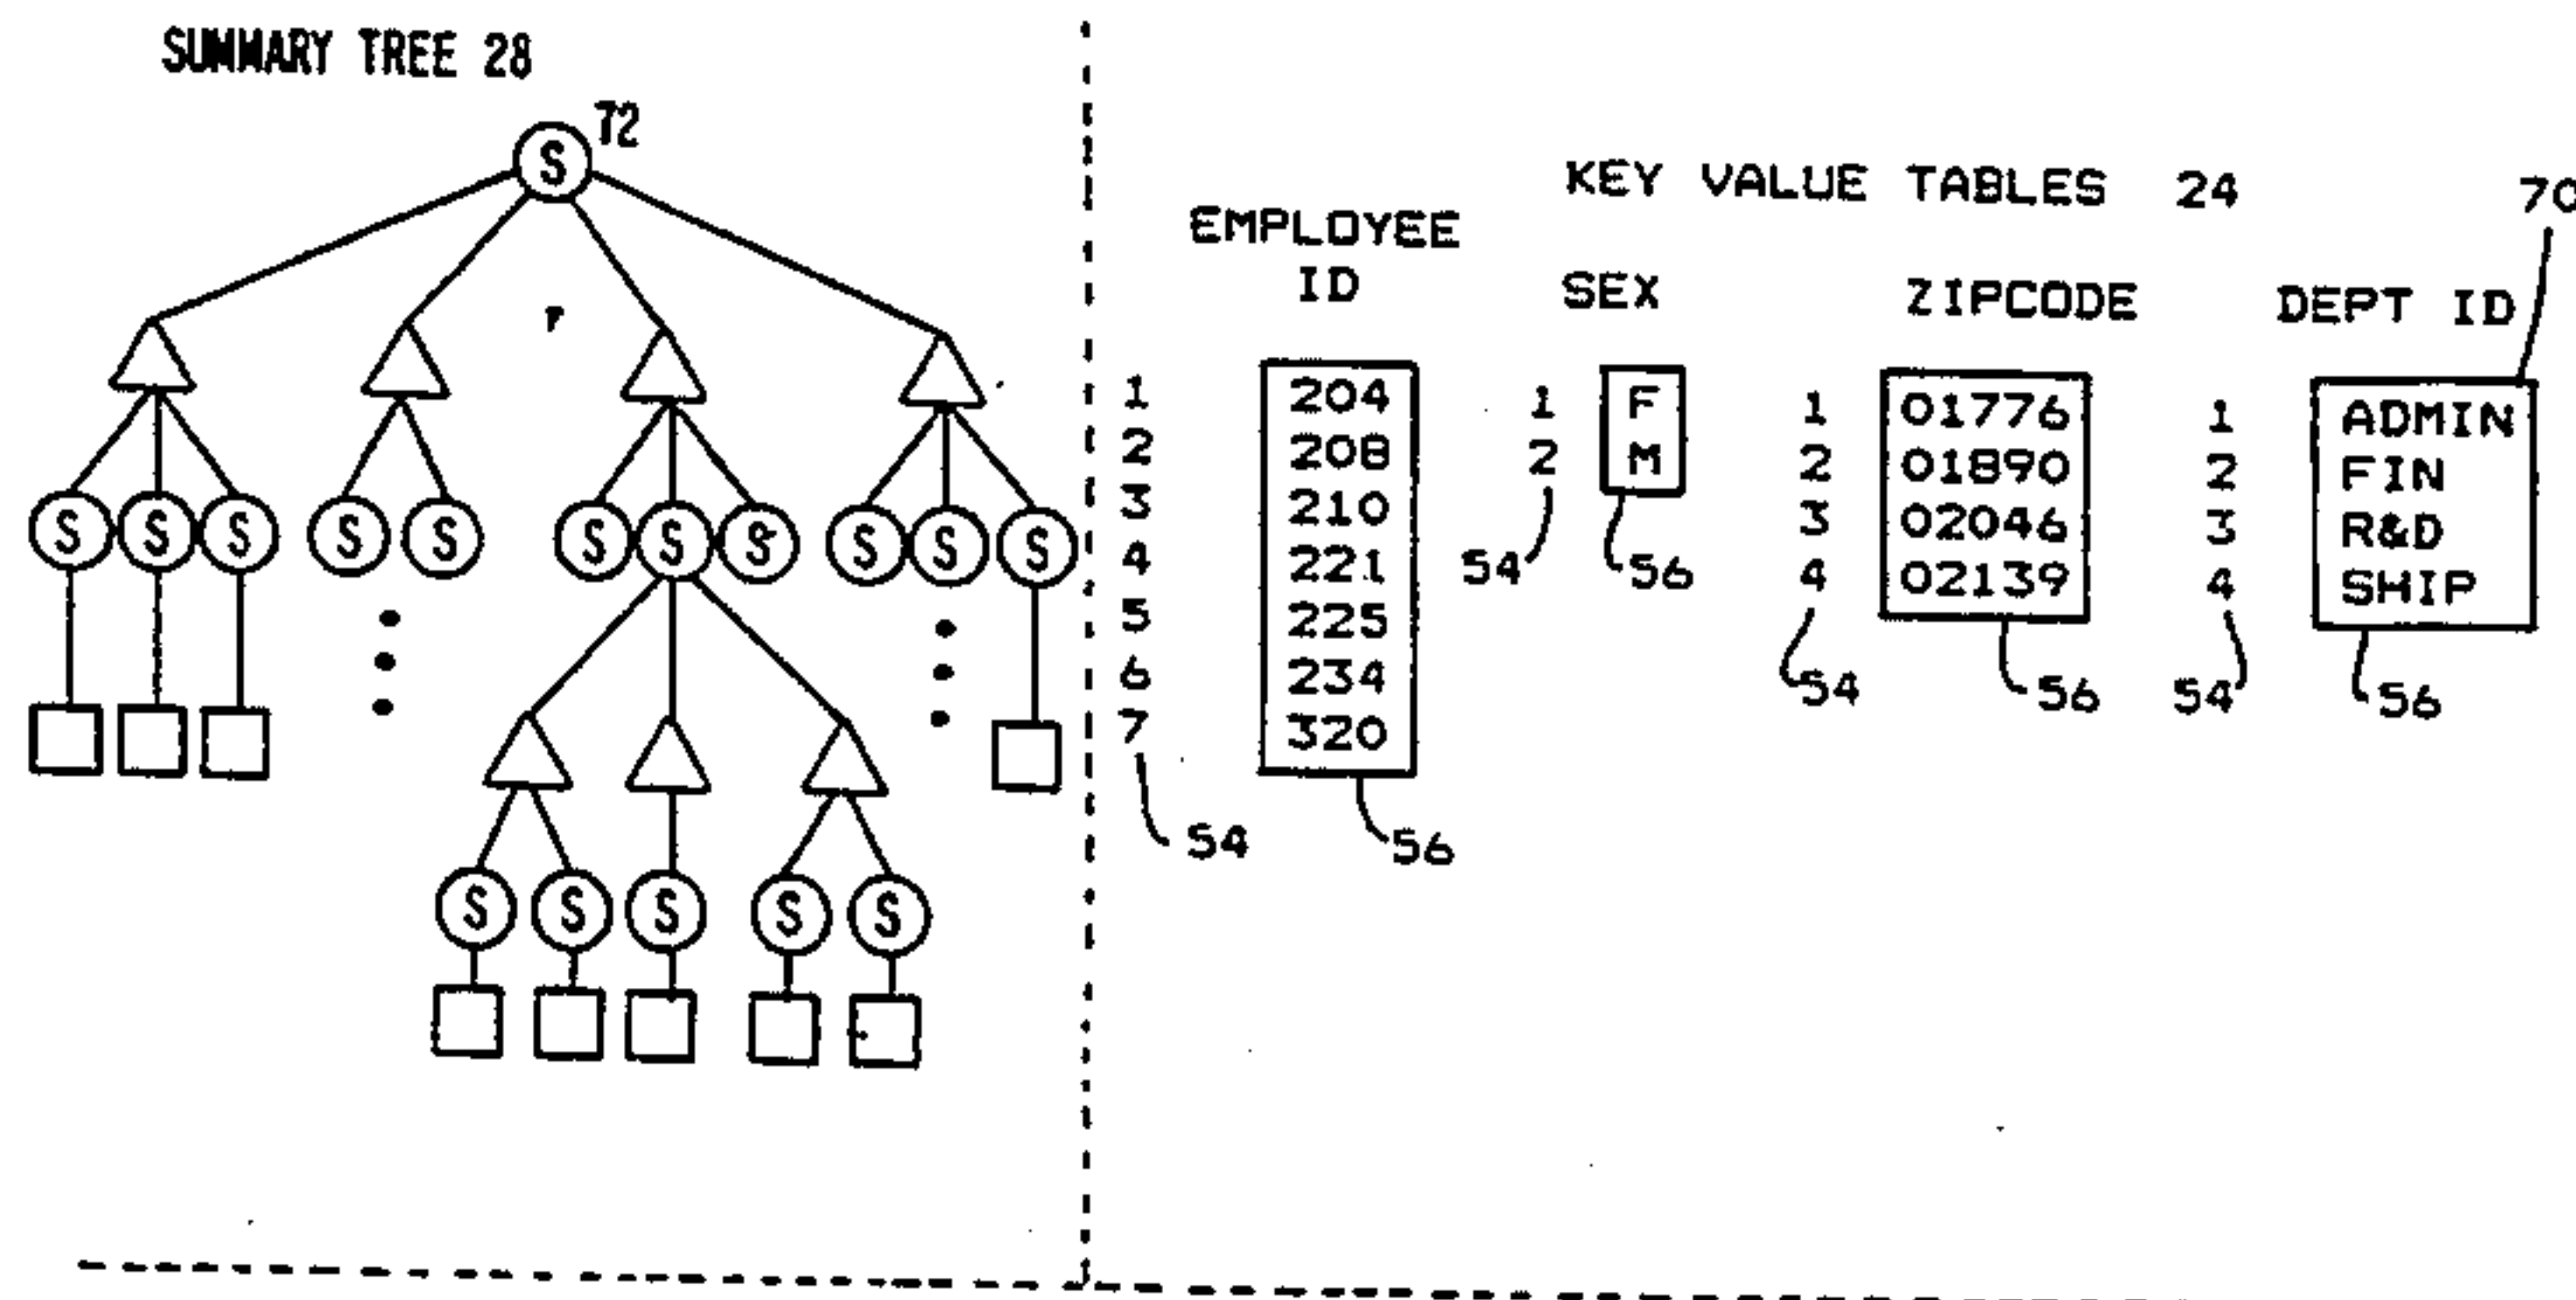 SUMMARY TREE 28
72
S
S S S S S S S S S S S
S S S S S
KEY VALUE TABLES 24
70
EMPLOYEE
ID
SEX
ZIPCODE
DEPT ID
1 204
2 208
3 210
4 221
5 225
6 234
7 320
54
56
1 F
2 M
54
56
1 01776
2 01890
3 02046
4 02139
54
56
1 ADMIN
2 FIN
3 R&D
4 SHIP
54
56